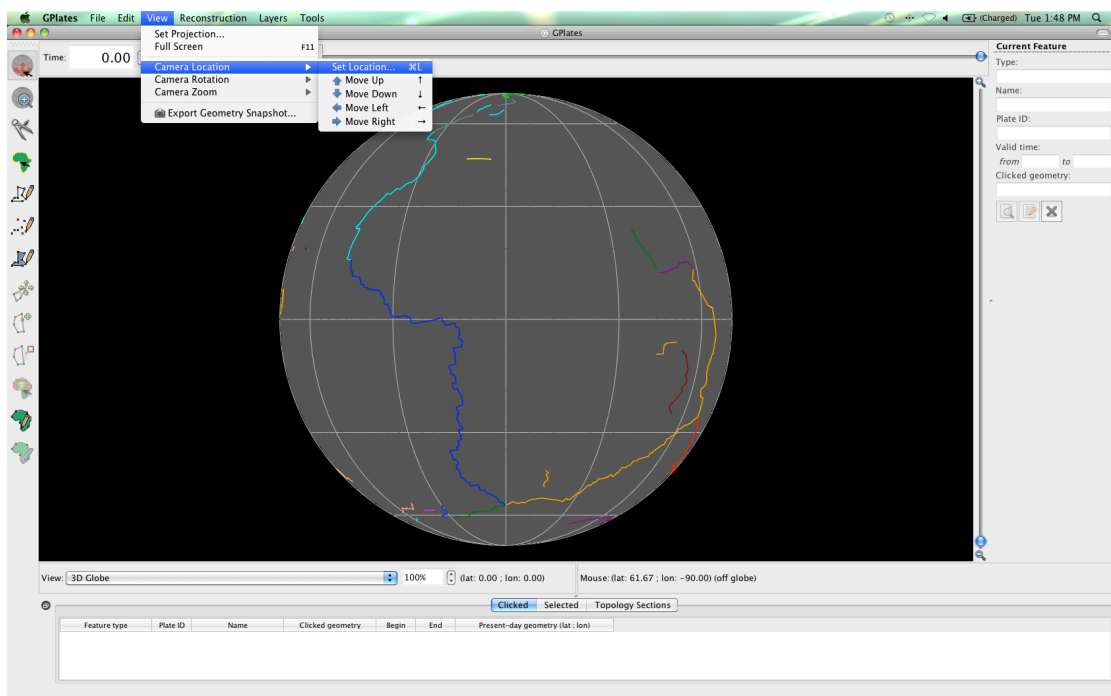 GPlates File Edit View Reconstruction Layers Tools (Charged) Tue 1:48 PM
GPlates
Set Projection...
Full Screen F11
Camera Location
Camera Rotation
Camera Zoom
Export Geometry Snapshot...
Set Location... ⌘L
Move Up ↑
Move Down ↓
Move Left ←
Move Right →
Time: 0.00
Current Feature
Type:
Name:
Plate ID:
Valid time:
from to
Clicked geometry:
View: 3D Globe 100% (lat: 0.00 ; lon: 0.00) Mouse: (lat: 61.67 ; lon: -90.00) (off globe)
Clicked Selected Topology Sections
Feature type Plate ID Name Clicked geometry Begin End Present-day geometry (lat ; lon)